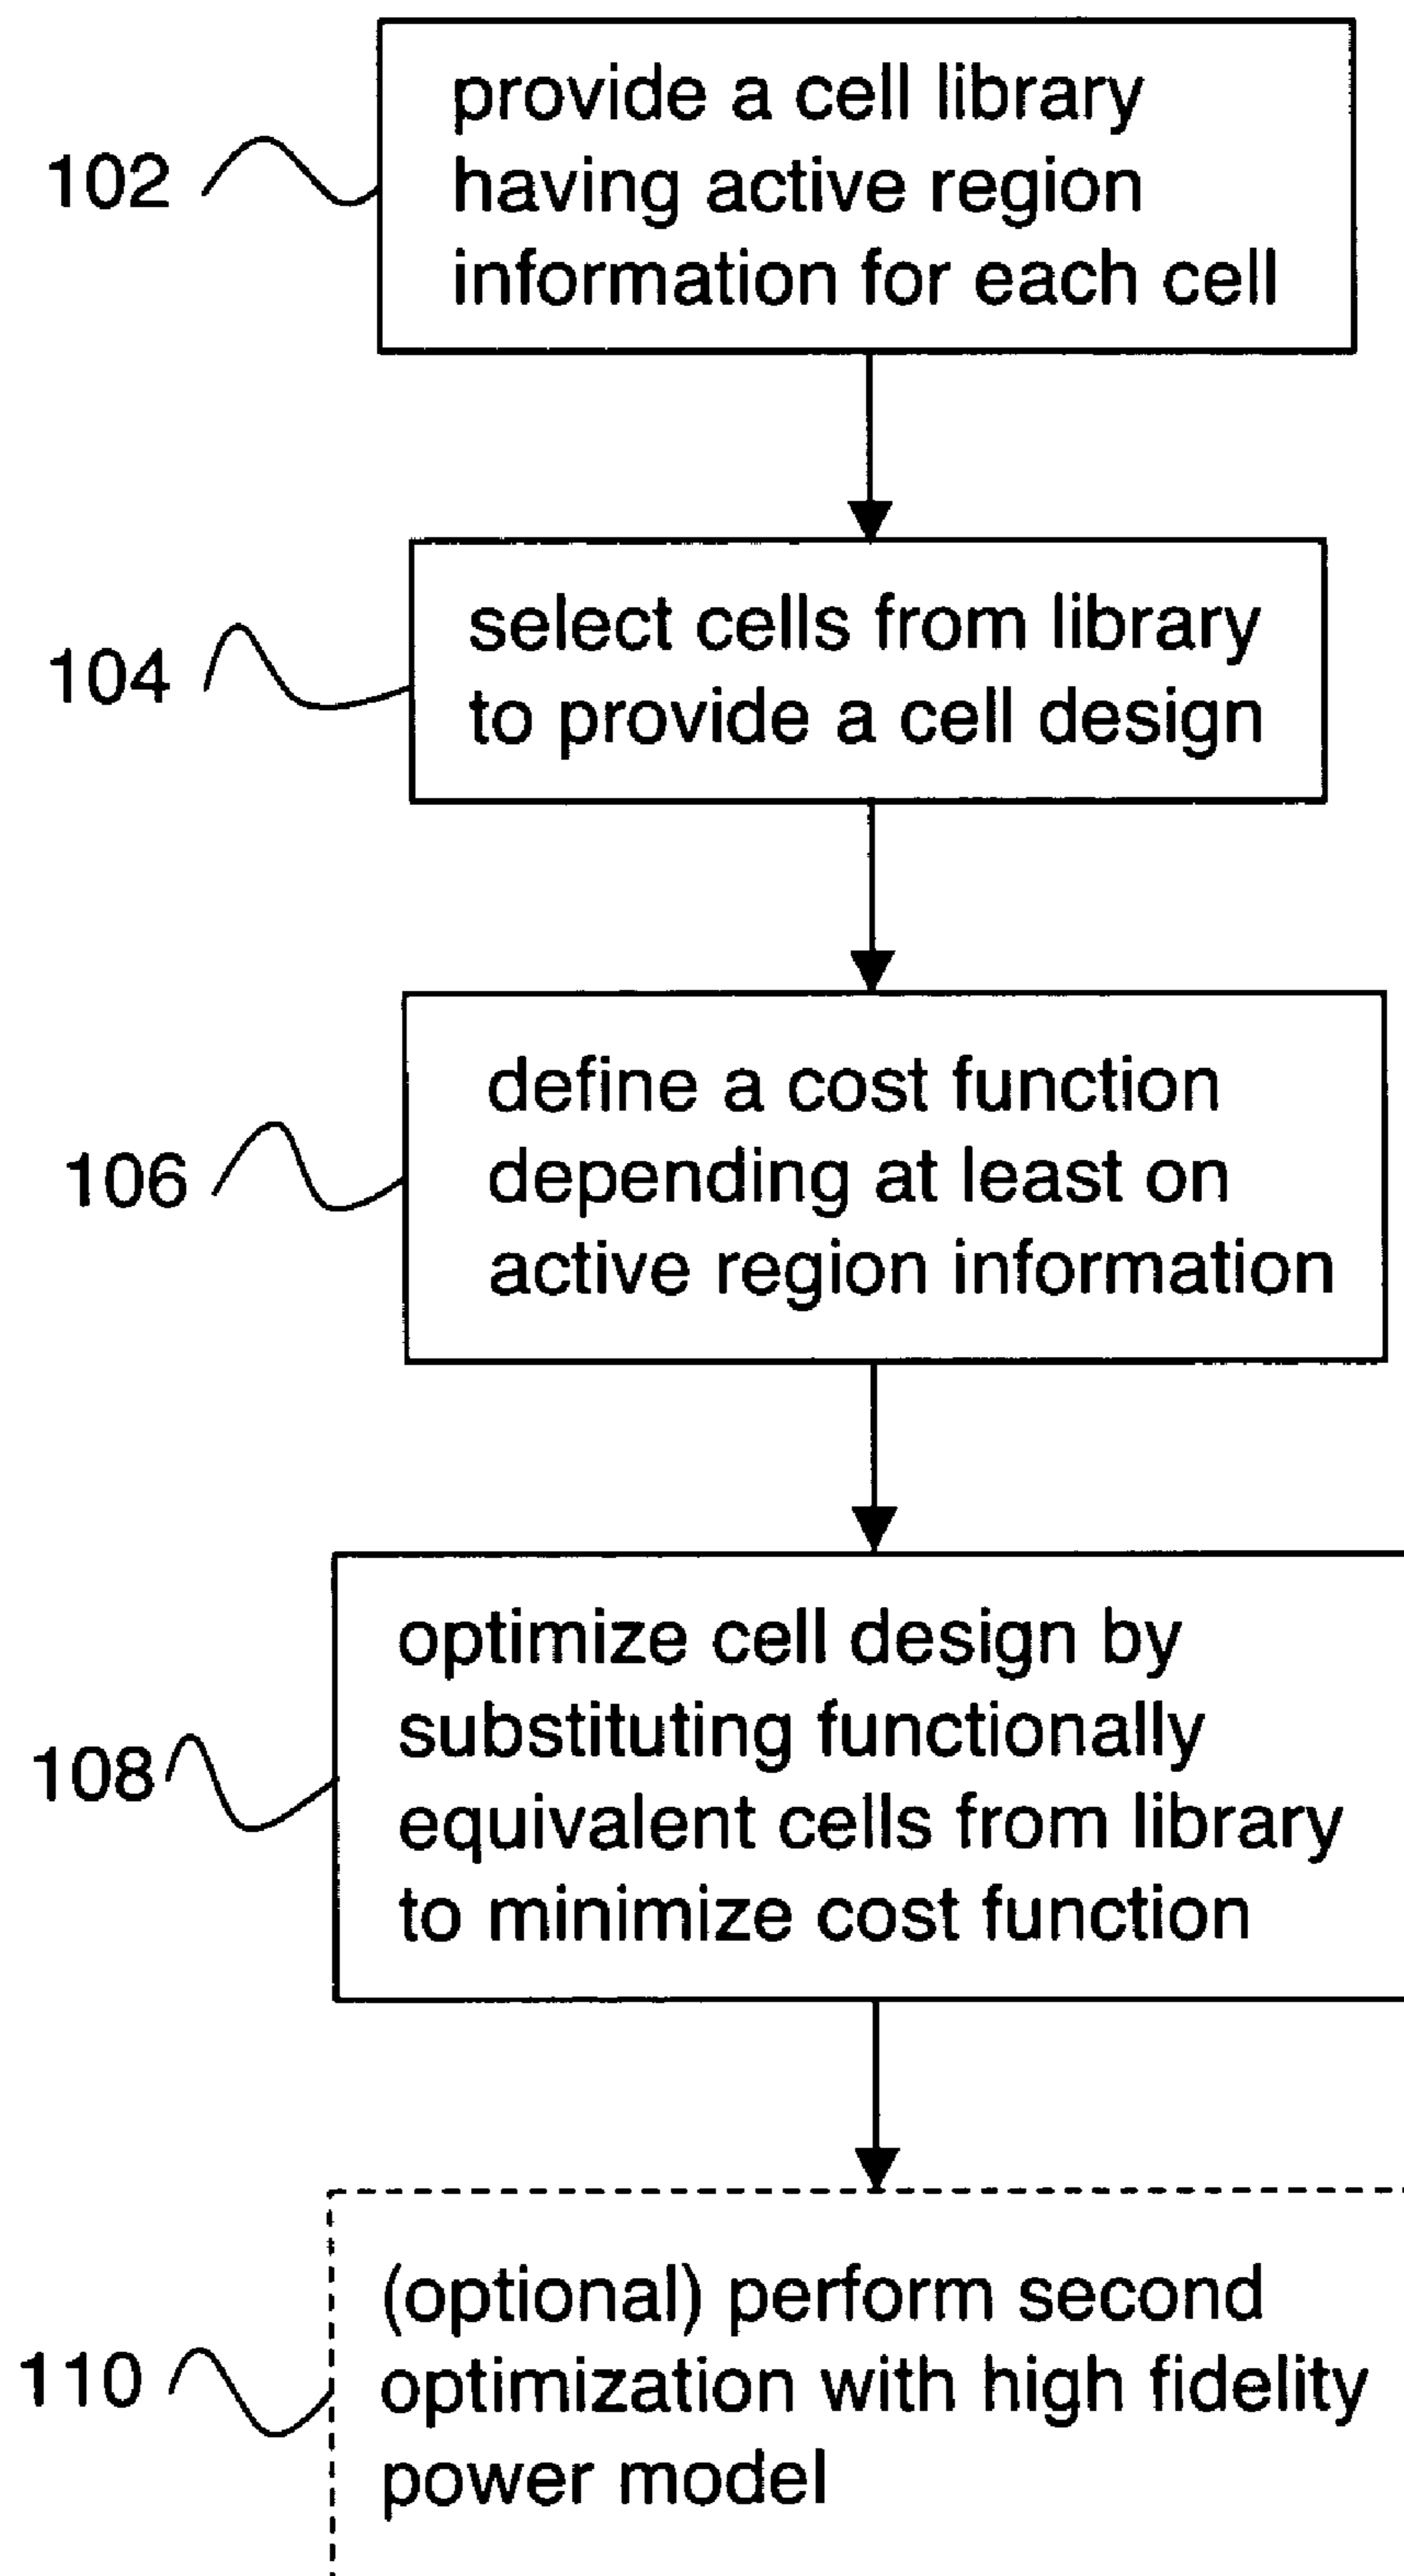 102
provide a cell library
having active region
information for each cell
104
select cells from library
to provide a cell design
106
define a cost function
depending at least on
active region information
108
optimize cell design by
substituting functionally
equivalent cells from library
to minimize cost function
110
(optional) perform second
optimization with high fidelity
power model